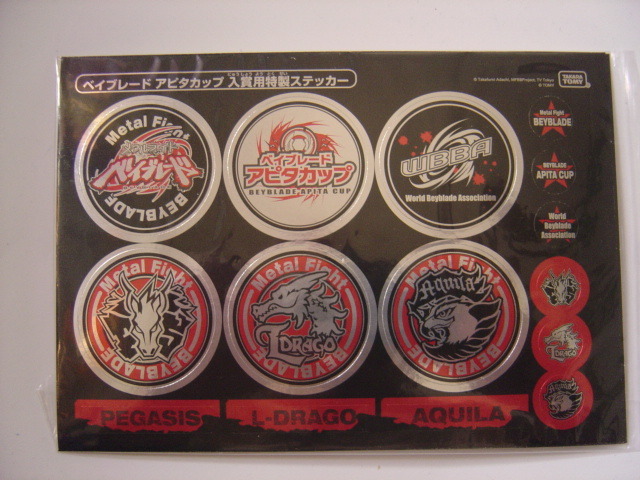 ベイブレード アピタカップ 入賞用特製ステッカー
TAKARA TOMY
Metal Fight
ベイブレード
BEYBLADE
ベイブレード
アピタカップ
BEYBLADE APITA CUP
WBBA
World Beyblade Association
Metal Fight
BEYBLADE
BEYBLADE
APITA CUP
World
Beyblade
Association
Metal Fight
BEYBLADE
Metal Fight
L DRAGO
BEYBLADE
Metal Fight
Aquila
BEYBLADE
L DRAGO
Aquila
PEGASIS
L-DRAGO
AQUILA